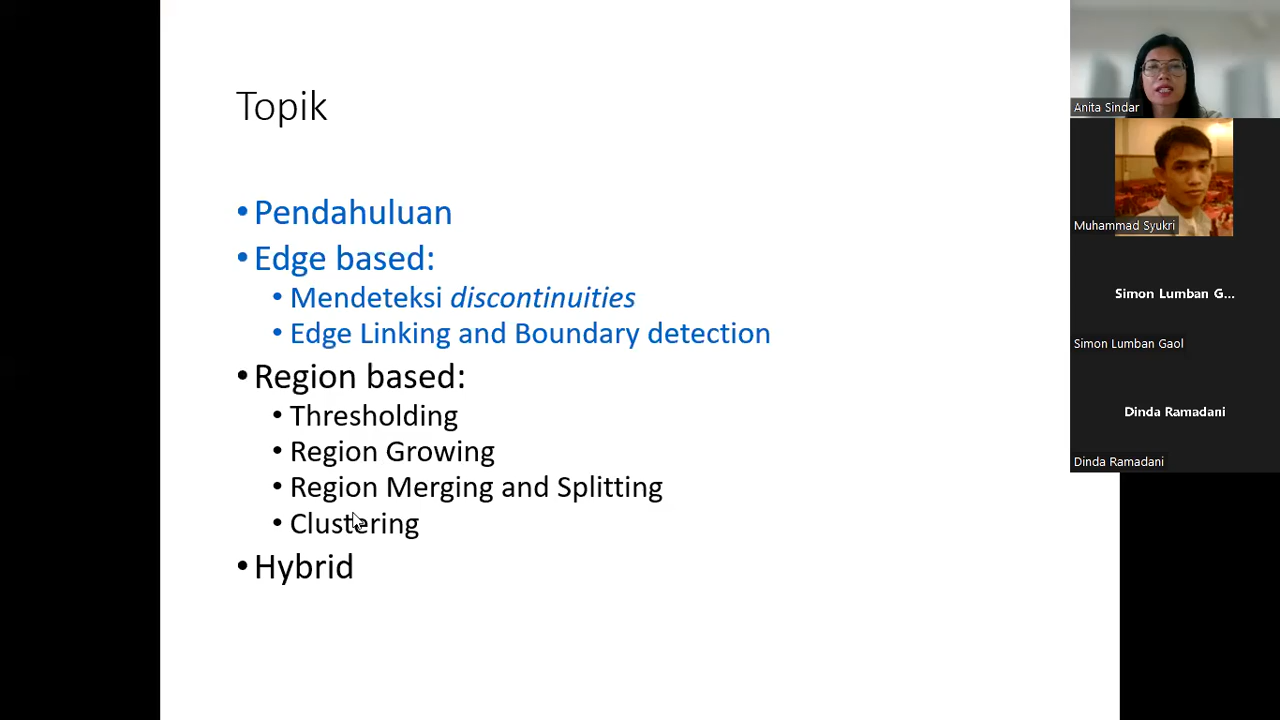 Topik
• Pendahuluan
• Edge based:
• Mendeteksi discontinuities
• Edge Linking and Boundary detection
• Region based:
• Thresholding
• Region Growing
• Region Merging and Splitting
• Clustering
• Hybrid
Anita Sindar
Muhammad Syukri
Simon Lumban G...
Simon Lumban Gaol
Dinda Ramadani
Dinda Ramadani